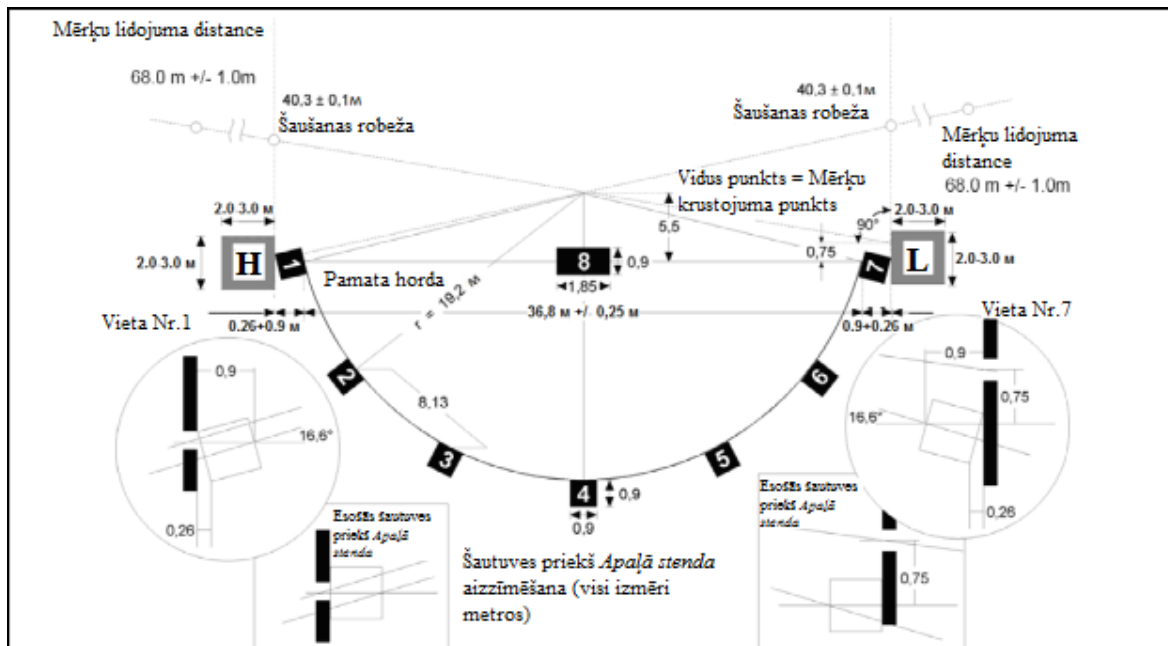 Mērķu lidojuma distance
68.0 m +/- 1.0m
40,3 ± 0,1м
Šaušanas robeža
40,3 ± 0,1м
Šaušanas robeža
Mērķu lidojuma
distance
68.0 m +/- 1.0m
Vidus punkts = Mērķu
krustojuma punkts
5,5
90°
0,75
2.0-3.0 м
2.0-3.0 м
H
1
Pamata horda
8
0,9
1,85
36,8 м +/- 0,25 м
7
L
2.0-3.0 м
2.0-3.0 м
Vieta Nr.1
0.26+0.9 м
r = 19,2 м
0.9+0.26 м
Vieta Nr.7
0,9
16,6°
0,26
2
8,13
3
4
0,9
0,9
5
6
0,9
0,75
16,6°
0,26
Esošās šautuves
priekš Apaļā
stenda
Šautuves priekš Apaļā stenda
aizzīmēšana (visi izmēri
metros)
Esošās šautuves
priekš Apaļā
stenda
0,75